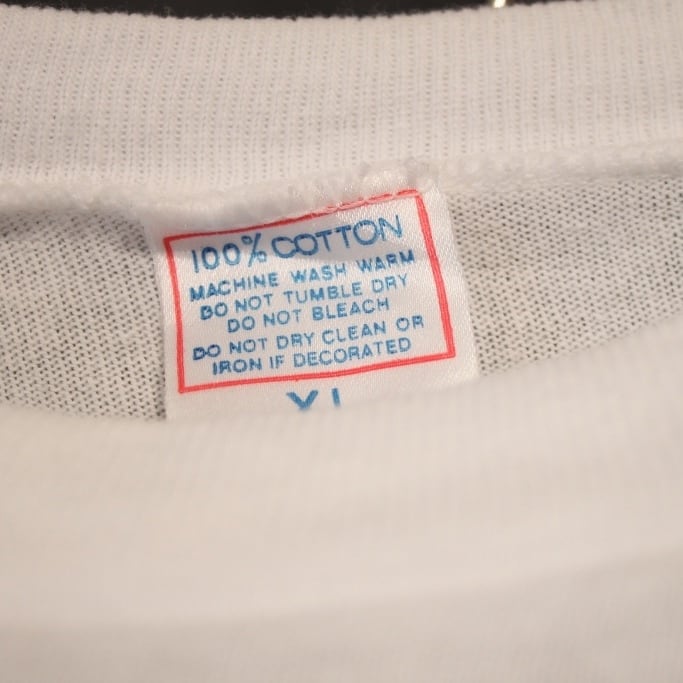 100% COTTON
MACHINE WASH WARM
DO NOT TUMBLE DRY
DO NOT BLEACH
DO NOT DRY CLEAN OR
IRON IF DECORATED
XL